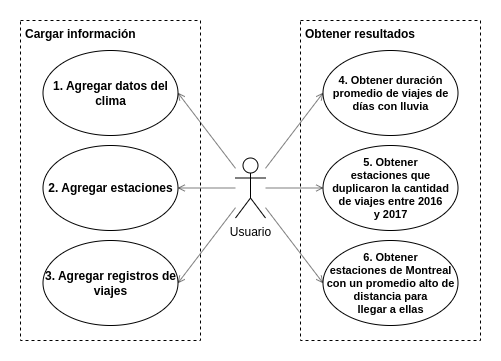 Cargar información
1. Agregar datos del
clima
2. Agregar estaciones
3. Agregar registros de
viajes
Usuario
Obtener resultados
4. Obtener duración
promedio de viajes de
días con lluvia
5. Obtener
estaciones que
duplicaron la cantidad
de viajes entre 2016
y 2017
6. Obtener
estaciones de Montreal
con un promedio alto de
distancia para
llegar a ellas